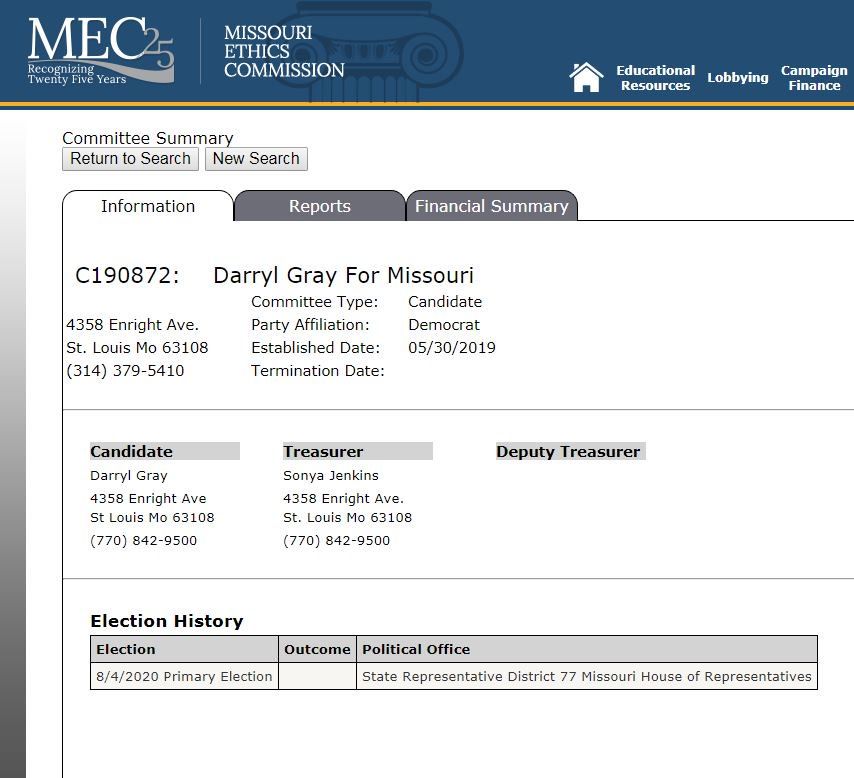 MEC25
Recognizing
Twenty Five Years
MISSOURI
ETHICS
COMMISSION
Educational
Resources
Lobbying
Campaign
Finance
Committee Summary
Return to Search New Search
Information Reports Financial Summary
C190872: Darryl Gray For Missouri
Committee Type: Candidate
4358 Enright Ave. Party Affiliation: Democrat
St. Louis Mo 63108 Established Date: 05/30/2019
(314) 379-5410 Termination Date:
Candidate Treasurer Deputy Treasurer
Darryl Gray Sonya Jenkins
4358 Enright Ave 4358 Enright Ave.
St Louis Mo 63108 St. Louis Mo 63108
(770) 842-9500 (770) 842-9500
Election History
Election Outcome Political Office
8/4/2020 Primary Election State Representative District 77 Missouri House of Representatives